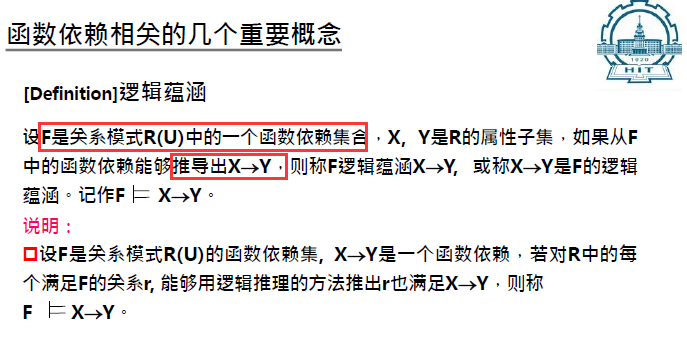 函数依赖相关的几个重要概念
1920
HIT
[Definition]逻辑蕴涵
设F是关系模式R(U)中的一个函数依赖集合，X, Y是R的属性子集，如果从F
中的函数依赖能够推导出X→Y，则称F逻辑蕴涵X→Y, 或称X→Y是F的逻辑
蕴涵。记作F ⊨ X→Y。
说明：
设F是关系模式R(U)的函数依赖集, X→Y是一个函数依赖，若对R中的每
个满足F的关系r, 能够用逻辑推理的方法推出r也满足X→Y，则称
F ⊨ X→Y。